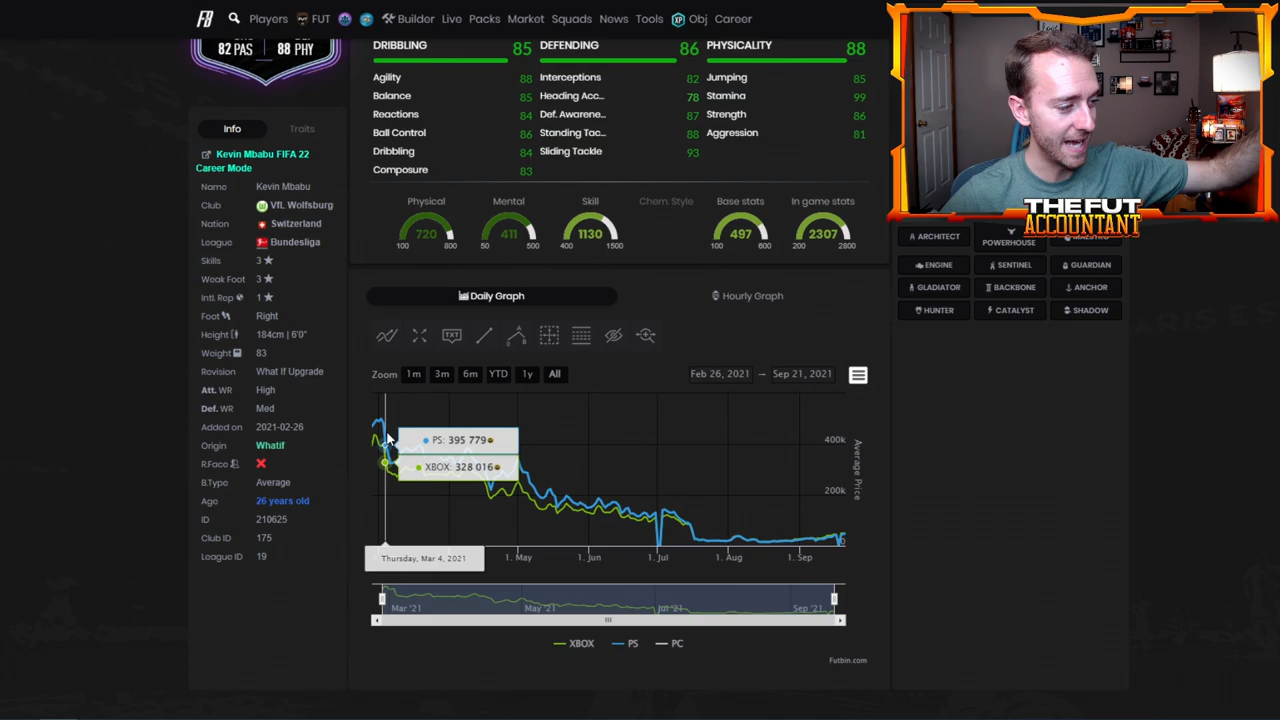 Players FUT Builder Live Packs Market Squads News Tools XP Obj Career
82 PAS 88 PHY
DRIBBLING 85 DEFENDING 86 PHYSICALITY 88
Agility 88 Interceptions 82 Jumping 85
Balance 85 Heading Acc... 78 Stamina 99
Reactions 84 Def. Awarene... 87 Strength 86
Ball Control 86 Standing Tac... 88 Aggression 81
Dribbling 84 Sliding Tackle 93
Composure 83
Info Traits
Kevin Mbabu FIFA 22
Career Mode
Name Kevin Mbabu
Club VfL Wolfsburg
Nation Switzerland
League Bundesliga
Skills 3
Weak Foot 3
Intl. Rep 1
Foot Right
Height 184cm | 6'0"
Weight 83
Revision What If Upgrade
Att. WR High
Def. WR Med
Added on 2021-02-26
Origin Whatif
R.Face
B.Type Average
Age 26 years old
ID 210625
Club ID 175
League ID 19
Physical Mental Skill Chem. Style Base stats In game stats
720 411 1130 497 2307
100 800 50 500 400 1500 100 600 200 2800
THE FUT
ACCOUNTANT
ARCHITECT POWERHOUSE
ENGINE SENTINEL GUARDIAN
GLADIATOR BACKBONE ANCHOR
HUNTER CATALYST SHADOW
Daily Graph Hourly Graph
TXT
Zoom 1m 3m 6m YTD 1y All Feb 26, 2021 → Sep 21, 2021
PS: 395 779
XBOX: 328 016
400k
200k
0
Average Price
Thursday, Mar 4, 2021
1. May 1. Jun 1. Jul 1. Aug 1. Sep
Mar '21 May '21 Jul '21 Sep '21
XBOX PS PC
Futbin.com